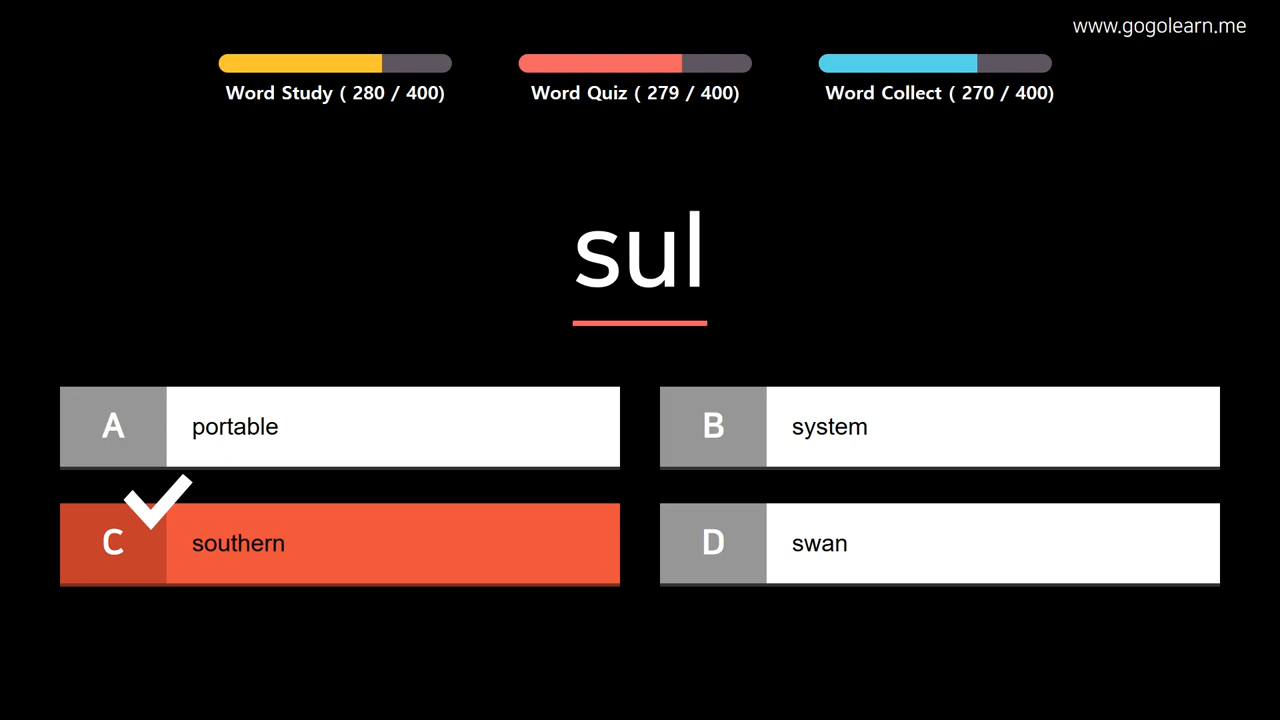 www.gogolearn.me
Word Study ( 280 / 400)
Word Quiz ( 279 / 400)
Word Collect ( 270 / 400)
sul
A portable
B system
C southern
D swan